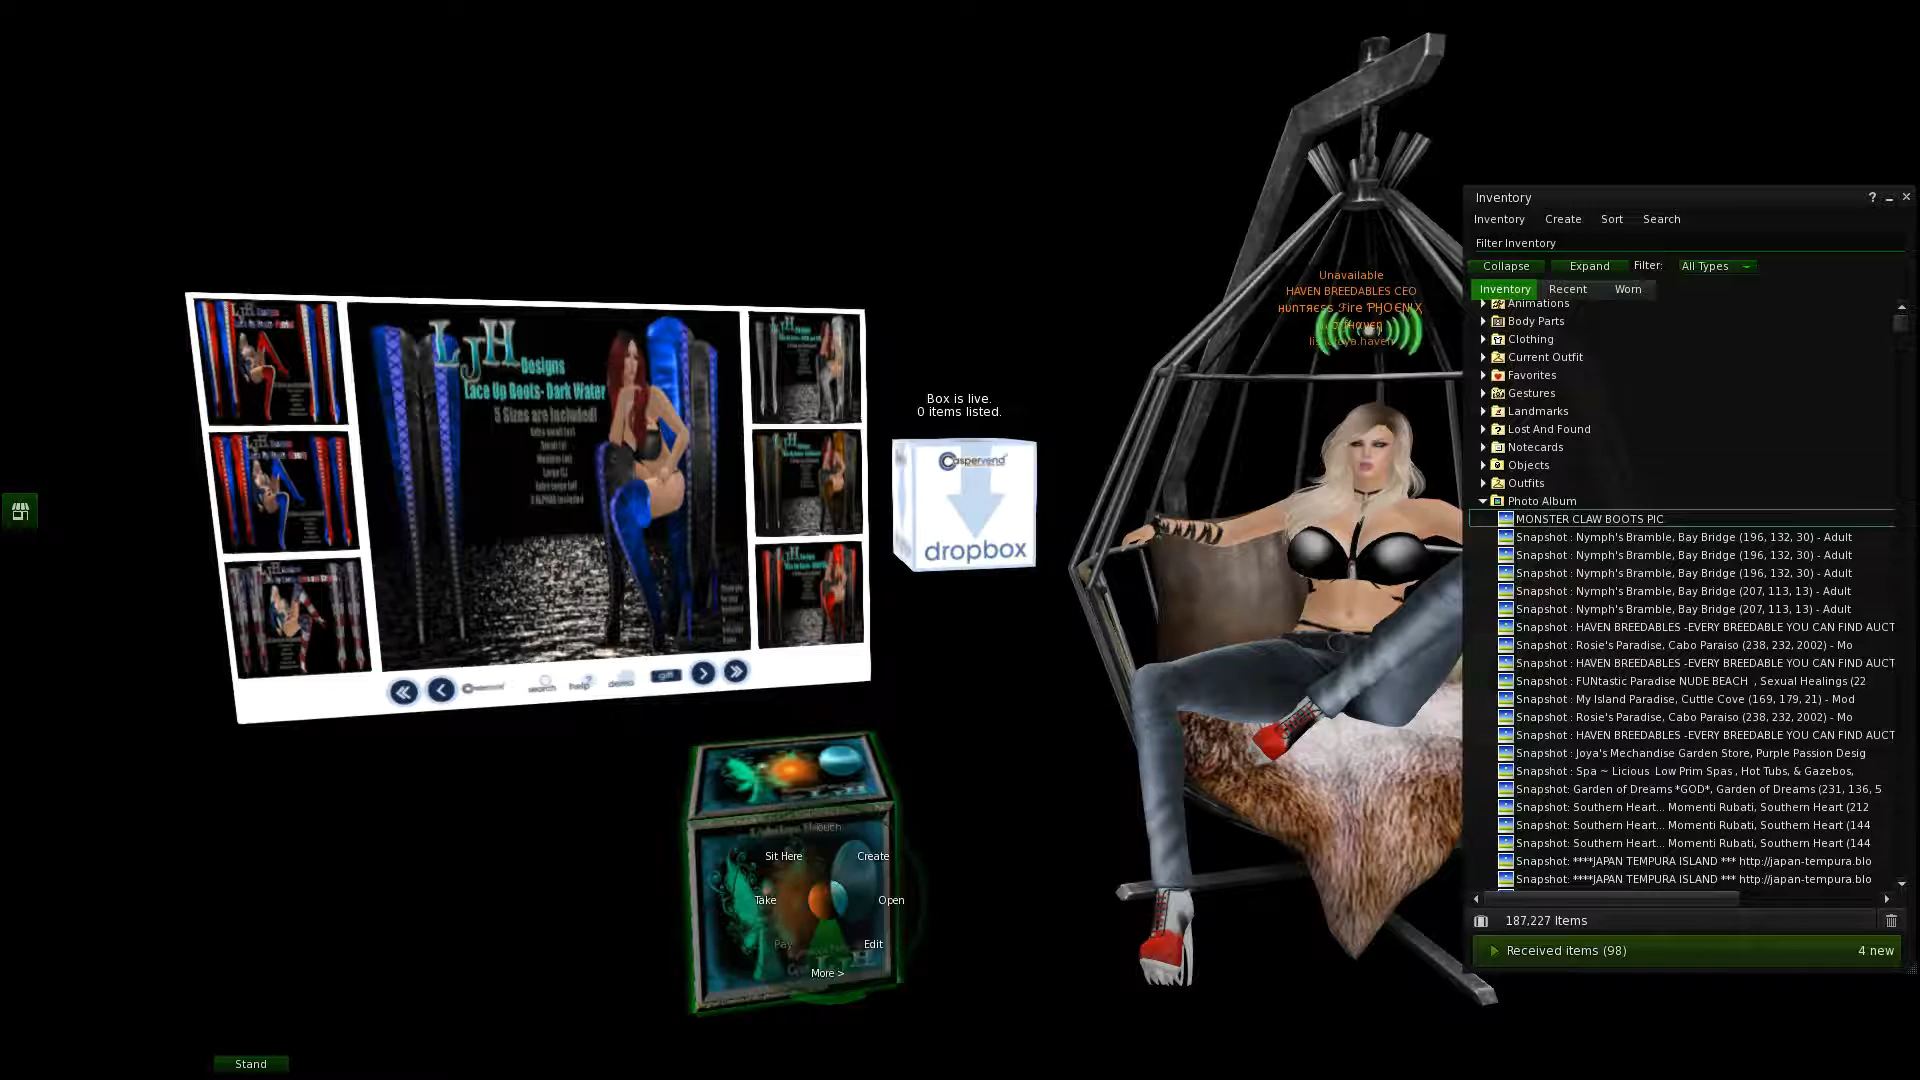 LJH
Designs
Lace Up Boots- Dark Water
5 Sizes are Included!
Caspervend
search
help
demo
gift
Box is live.
0 items listed.
Caspervend
dropbox
Touch
Sit Here
Create
Take
Open
Pay
Edit
More >
Stand
Unavailable
HAVEN BREEDABLES CEO
Inventory
Inventory Create Sort Search
Filter Inventory
Collapse Expand Filter: All Types
Inventory Recent Worn
Animations
Body Parts
Clothing
Current Outfit
Favorites
Gestures
Landmarks
Lost And Found
Notecards
Objects
Outfits
Photo Album
MONSTER CLAW BOOTS PIC
Snapshot : Nymph's Bramble, Bay Bridge (196, 132, 30) - Adult
Snapshot : Nymph's Bramble, Bay Bridge (196, 132, 30) - Adult
Snapshot : Nymph's Bramble, Bay Bridge (196, 132, 30) - Adult
Snapshot : Nymph's Bramble, Bay Bridge (207, 113, 13) - Adult
Snapshot : Nymph's Bramble, Bay Bridge (207, 113, 13) - Adult
Snapshot : HAVEN BREEDABLES -EVERY BREEDABLE YOU CAN FIND AUCT
Snapshot : Rosie's Paradise, Cabo Paraiso (238, 232, 2002) - Mo
Snapshot : HAVEN BREEDABLES -EVERY BREEDABLE YOU CAN FIND AUCT
Snapshot : FUNtastic Paradise NUDE BEACH , Sexual Healings (22
Snapshot : My Island Paradise, Cuttle Cove (169, 179, 21) - Mod
Snapshot : Rosie's Paradise, Cabo Paraiso (238, 232, 2002) - Mo
Snapshot : HAVEN BREEDABLES -EVERY BREEDABLE YOU CAN FIND AUCT
Snapshot : Joya's Mechandise Garden Store, Purple Passion Desig
Snapshot : Spa ~ Licious Low Prim Spas , Hot Tubs, & Gazebos,
Snapshot: Garden of Dreams *GOD*, Garden of Dreams (231, 136, 5
Snapshot: Southern Heart... Momenti Rubati, Southern Heart (212
Snapshot: Southern Heart... Momenti Rubati, Southern Heart (144
Snapshot: Southern Heart... Momenti Rubati, Southern Heart (144
Snapshot: ****JAPAN TEMPURA ISLAND *** http://japan-tempura.blo
Snapshot: ****JAPAN TEMPURA ISLAND *** http://japan-tempura.blo
187,227 Items
Received items (98) 4 new